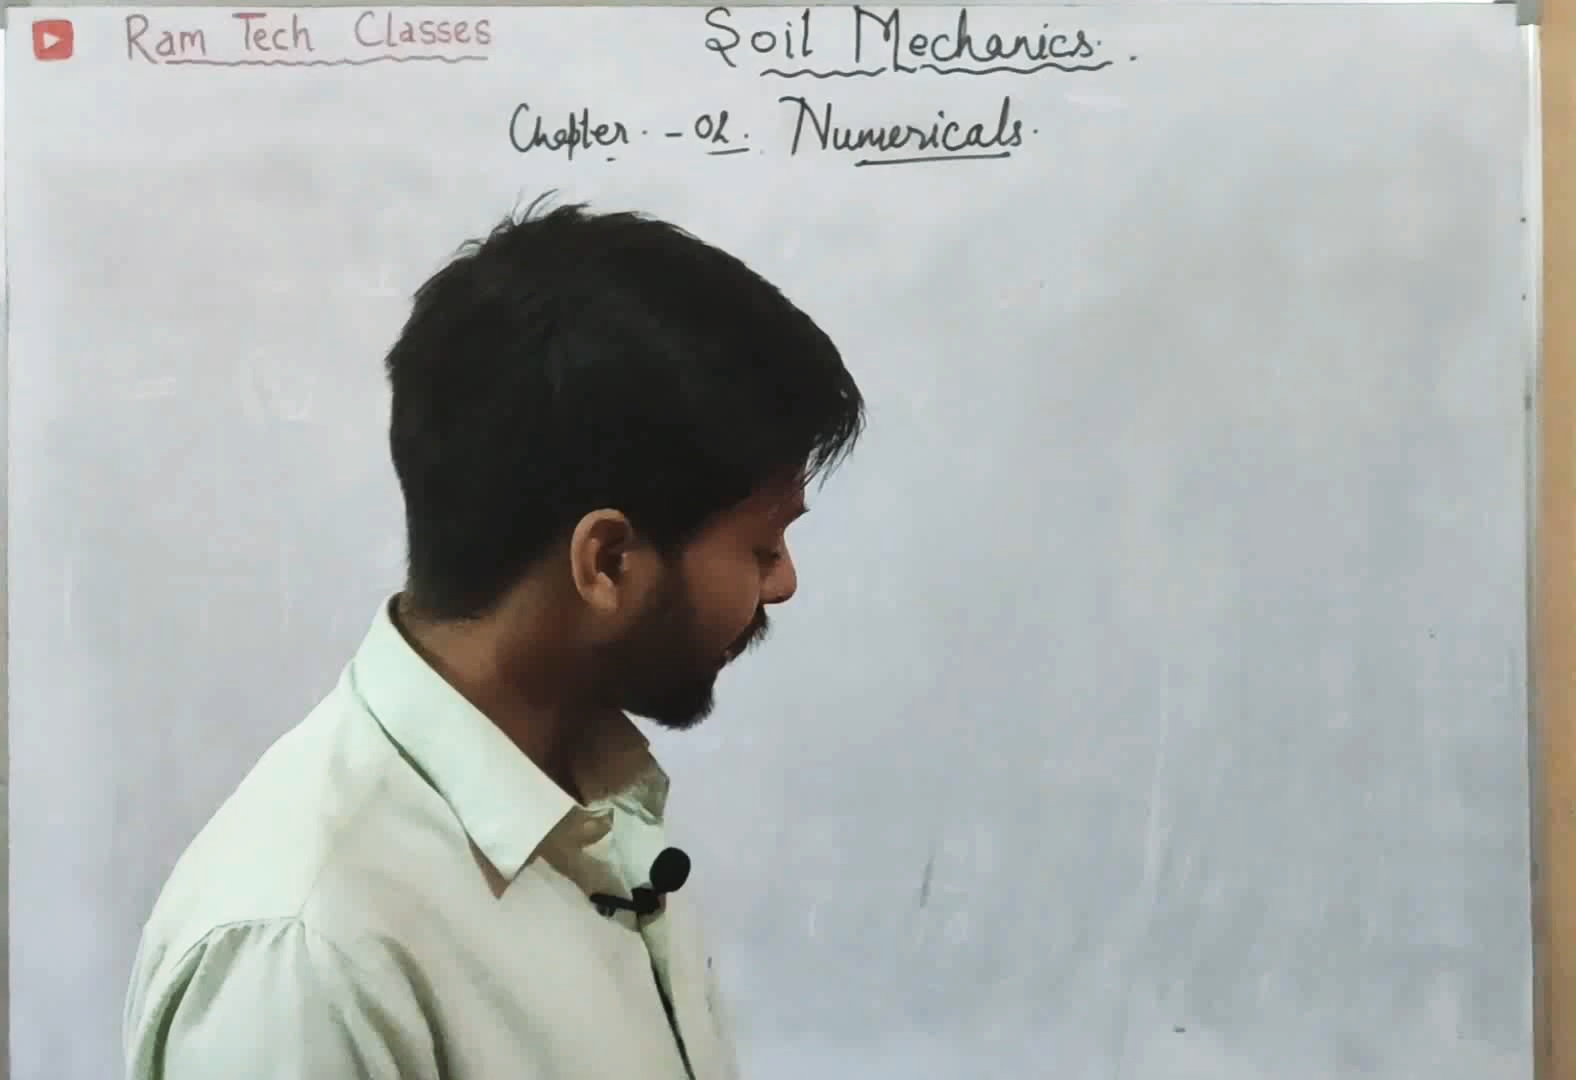 Ram Tech Classes
Soil Mechanics.
Chapter - 02. Numericals.